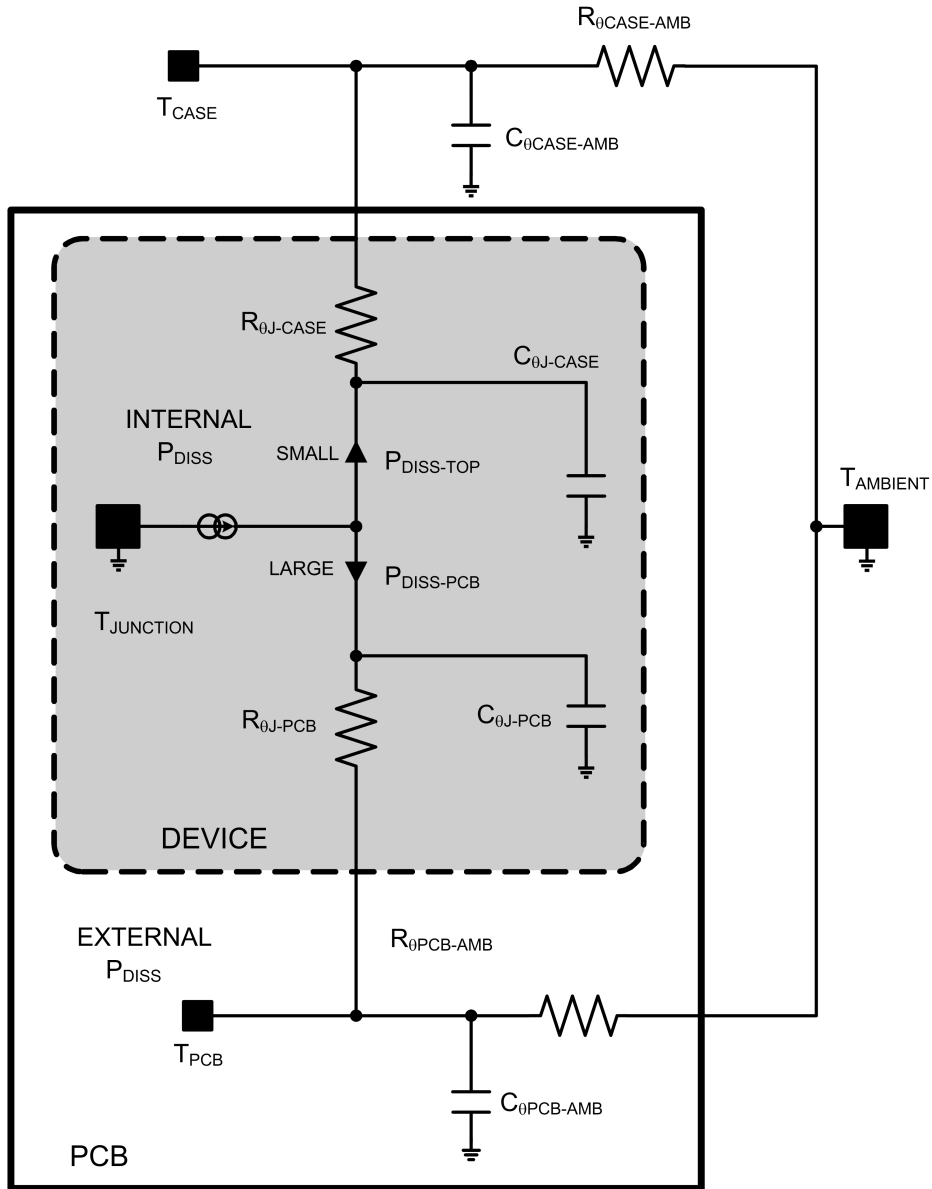 RθCASE-AMB
TCASE
CθCASE-AMB
RθJ-CASE
CθJ-CASE
INTERNAL
PDISS
SMALL
PDISS-TOP
TAMBIENT
LARGE
PDISS-PCB
TJUNCTION
RθJ-PCB
CθJ-PCB
DEVICE
EXTERNAL
PDISS
RθPCB-AMB
TPCB
CθPCB-AMB
PCB